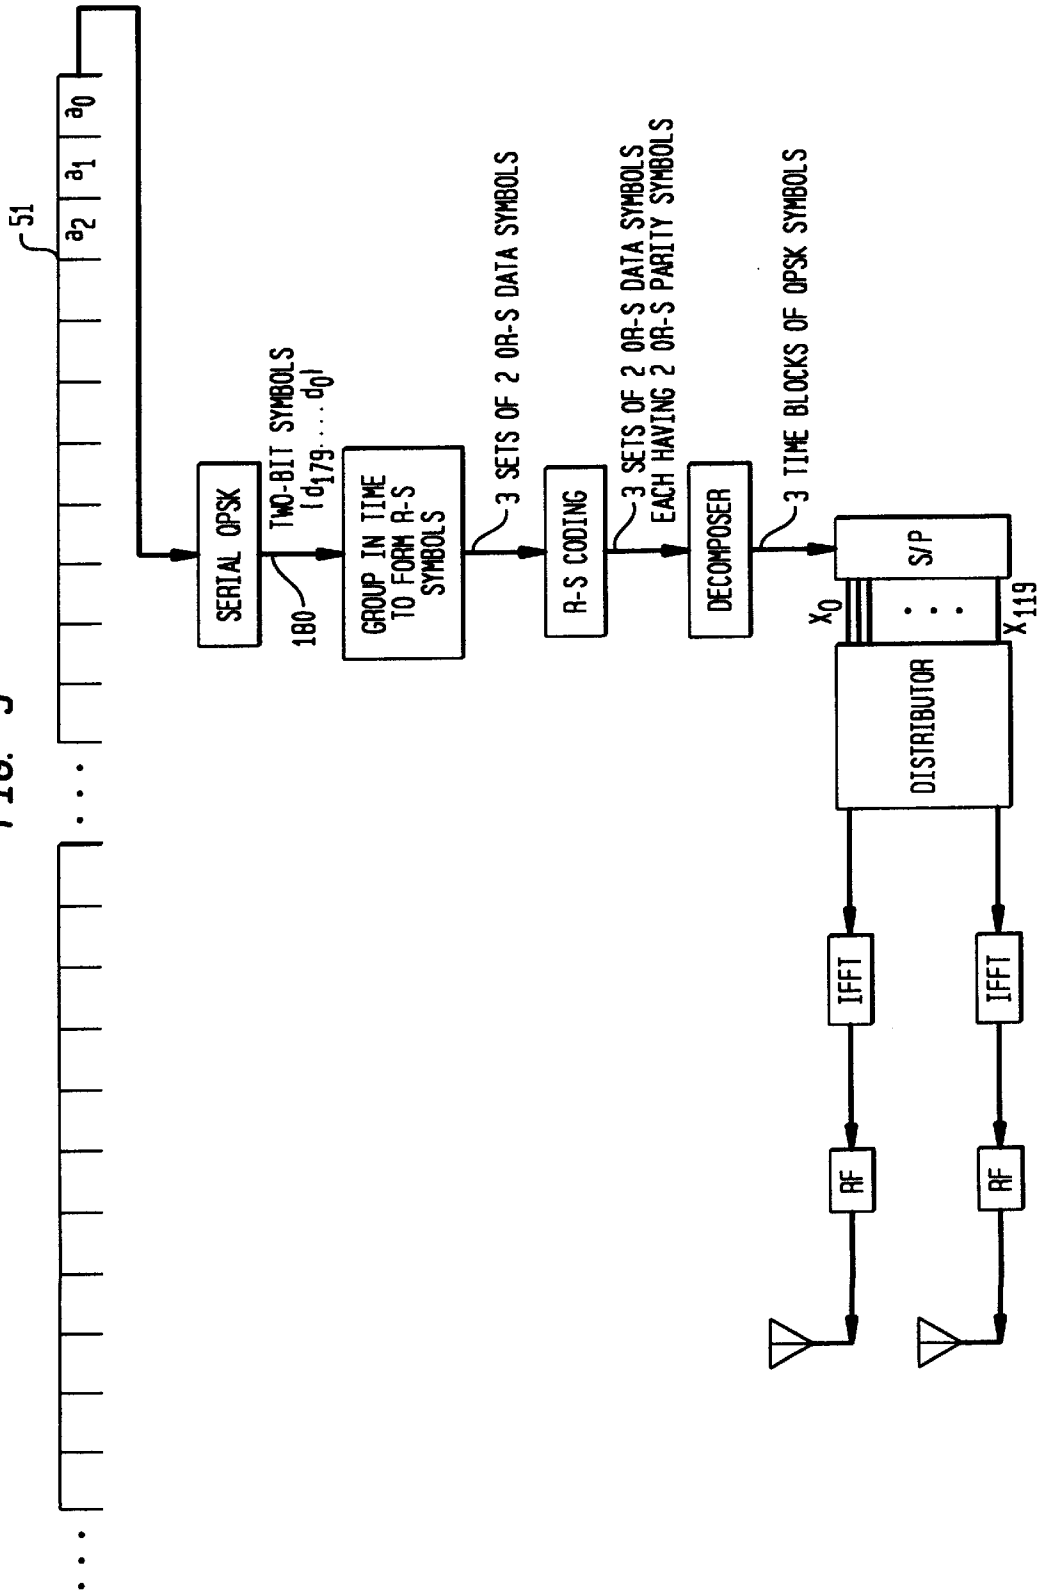 FIG.
51
a2 a1 a0
SERIAL QPSK
TWO-BIT SYMBOLS
{d179....d0}
180
GROUP IN TIME
TO FORM R-S
SYMBOLS
3 SETS OF 2 OR-S DATA SYMBOLS
R-S CODING
3 SETS OF 2 OR-S DATA SYMBOLS
EACH HAVING 2 OR-S PARITY SYMBOLS
DECOMPOSER
3 TIME BLOCKS OF QPSK SYMBOLS
S/P
X0
X119
DISTRIBUTOR
IFFT
IFFT
RF
RF